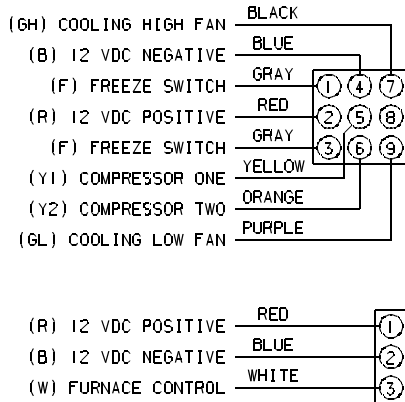 (GH) COOLING HIGH FAN BLACK
(B) 12 VDC NEGATIVE BLUE
(F) FREEZE SWITCH GRAY 1 4 7
(R) 12 VDC POSITIVE RED 2 5 8
(F) FREEZE SWITCH GRAY 3 6 9
(Y1) COMPRESSOR ONE YELLOW
(Y2) COMPRESSOR TWO ORANGE
(GL) COOLING LOW FAN PURPLE
(R) 12 VDC POSITIVE RED 1
(B) 12 VDC NEGATIVE BLUE 2
(W) FURNACE CONTROL WHITE 3